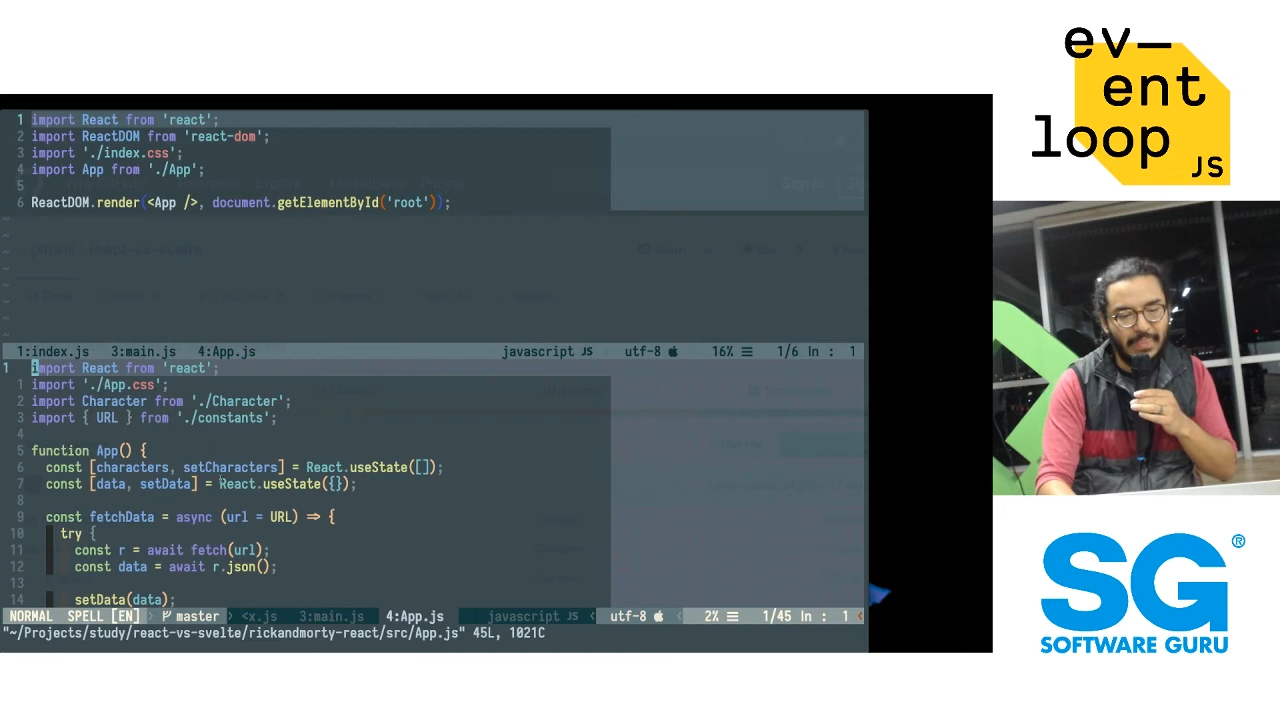 1 import React from 'react';
2 import ReactDOM from 'react-dom';
3 import './index.css';
4 import App from './App';
5
6 ReactDOM.render(<App />, document.getElementById('root'));
~
~
~
~
~
~
~
~
1:index.js 3:main.js 4:App.js javascript JS utf-8 16% ☰ 1/6 ln : 1
1 import React from 'react';
1 import './App.css';
2 import Character from './Character';
3 import { URL } from './constants';
4
5 function App() {
6 const [characters, setCharacters] = React.useState([]);
7 const [data, setData] = React.useState({});
8
9 const fetchData = async (url = URL) => {
10 try {
11 const r = await fetch(url);
12 const data = await r.json();
13
14 setData(data);
NORMAL SPELL [EN] master <x.js 3:main.js 4:App.js javascript JS utf-8 2% ☰ 1/45 ln : 1
"~/Projects/study/react-vs-svelte/rickandmorty-react/src/App.js" 45L, 1021C
ev—
ent
loop
JS
SG®
SOFTWARE GURU